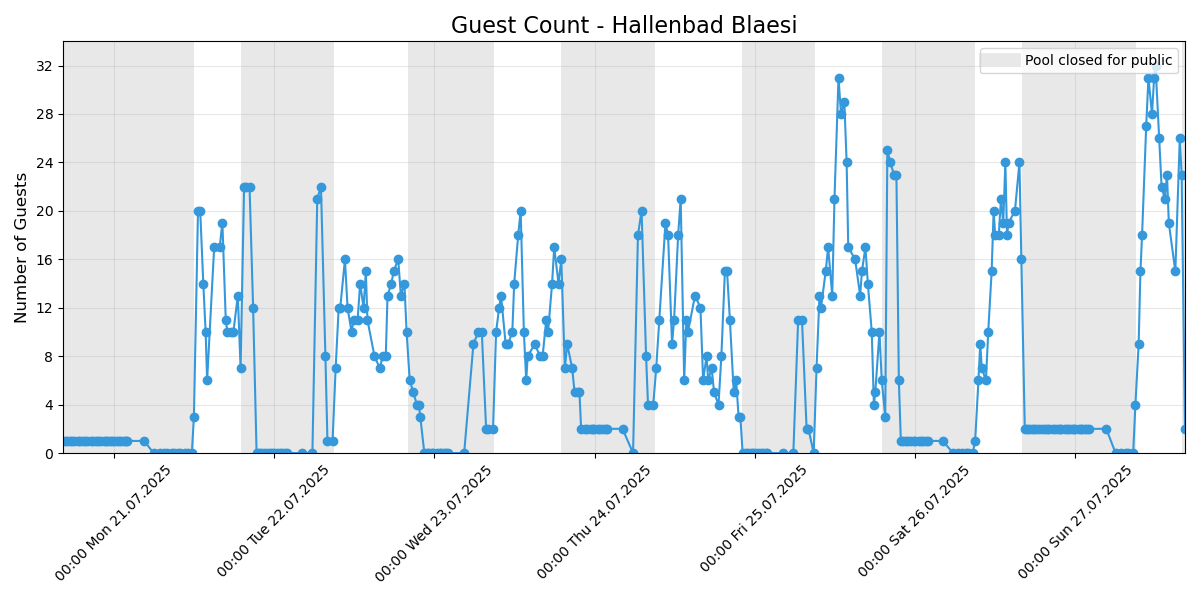 Guest Count - Hallenbad Blaesi
Pool closed for public
Number of Guests
32
28
24
20
16
12
8
4
0
00:00 Mon 21.07.2025
00:00 Tue 22.07.2025
00:00 Wed 23.07.2025
00:00 Thu 24.07.2025
00:00 Fri 25.07.2025
00:00 Sat 26.07.2025
00:00 Sun 27.07.2025